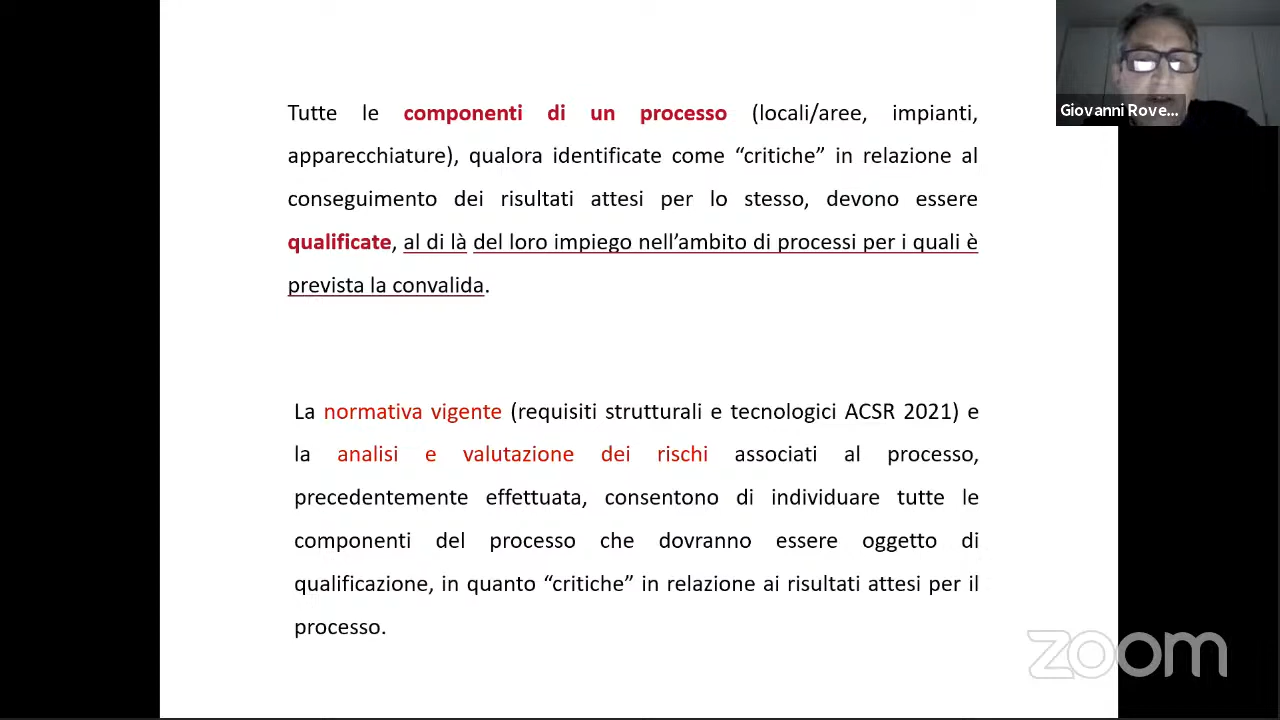 Tutte le componenti di un processo (locali/aree, impianti,
apparecchiature), qualora identificate come “critiche” in relazione al
conseguimento dei risultati attesi per lo stesso, devono essere
qualificate, al di là del loro impiego nell’ambito di processi per i quali è
prevista la convalida.
La normativa vigente (requisiti strutturali e tecnologici ACSR 2021) e
la analisi e valutazione dei rischi associati al processo,
precedentemente effettuata, consentono di individuare tutte le
componenti del processo che dovranno essere oggetto di
qualificazione, in quanto “critiche” in relazione ai risultati attesi per il
processo.
Giovanni Rove...
zoom